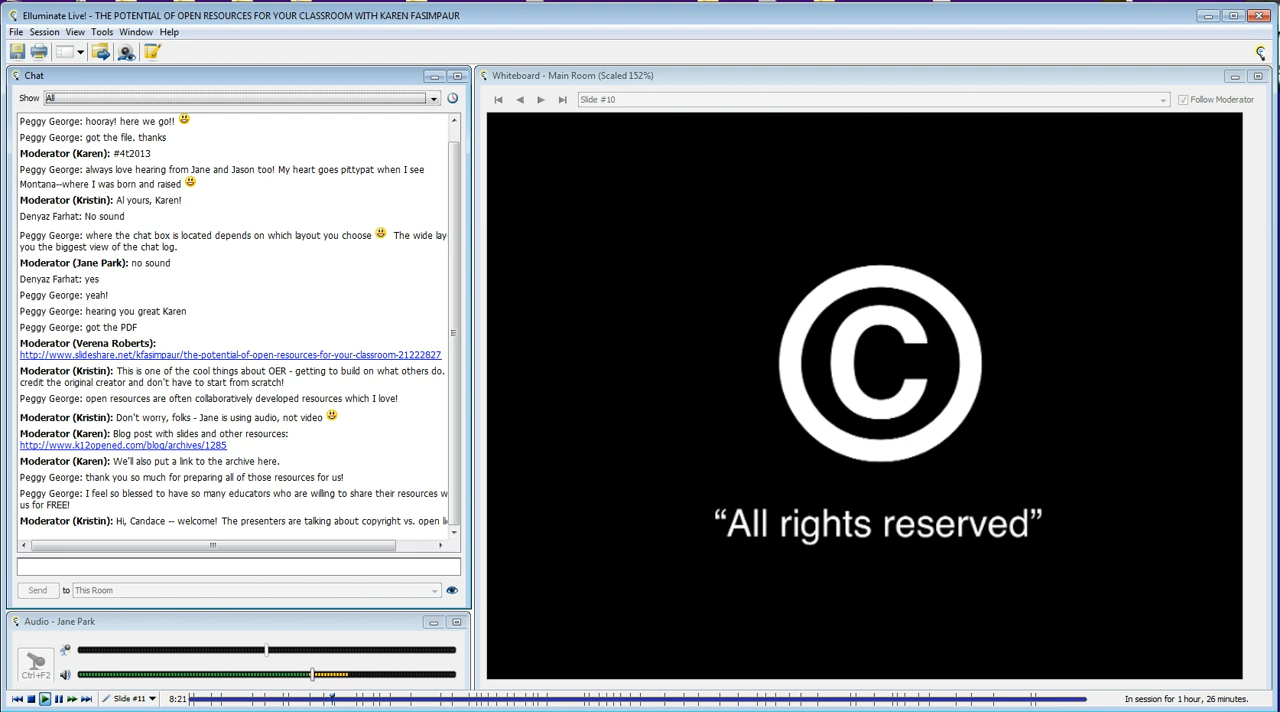 Elluminate Live! - THE POTENTIAL OF OPEN RESOURCES FOR YOUR CLASSROOM WITH KAREN FASIMPAUR
File Session View Tools Window Help
Chat
Show All
Peggy George: hooray! here we go!!
Peggy George: got the file. thanks
Moderator (Karen): #4t2013
Peggy George: always love hearing from Jane and Jason too! My heart goes pittypat when I see
Montana--where I was born and raised
Moderator (Kristin): Al yours, Karen!
Denyaz Farhat: No sound
Peggy George: where the chat box is located depends on which layout you choose The wide lay
you the biggest view of the chat log.
Moderator (Jane Park): no sound
Denyaz Farhat: yes
Peggy George: yeah!
Peggy George: hearing you great Karen
Peggy George: got the PDF
Moderator (Verena Roberts):
http://www.slideshare.net/kfasimpaur/the-potential-of-open-resources-for-your-classroom-21222827
Moderator (Kristin): This is one of the cool things about OER - getting to build on what others do.
credit the original creator and don't have to start from scratch!
Peggy George: open resources are often collaboratively developed resources which I love!
Moderator (Kristin): Don't worry, folks - Jane is using audio, not video
Moderator (Karen): Blog post with slides and other resources:
http://www.k12opened.com/blog/archives/1285
Moderator (Karen): We'll also put a link to the archive here.
Peggy George: thank you so much for preparing all of those resources for us!
Peggy George: I feel so blessed to have so many educators who are willing to share their resources w
us for FREE!
Moderator (Kristin): Hi, Candace -- welcome! The presenters are talking about copyright vs. open li
Send to This Room
Audio - Jane Park
Ctrl+F2
Slide #11
8:21
Whiteboard - Main Room (Scaled 152%)
Slide #10
Follow Moderator
©
“All rights reserved”
In session for 1 hour, 26 minutes.